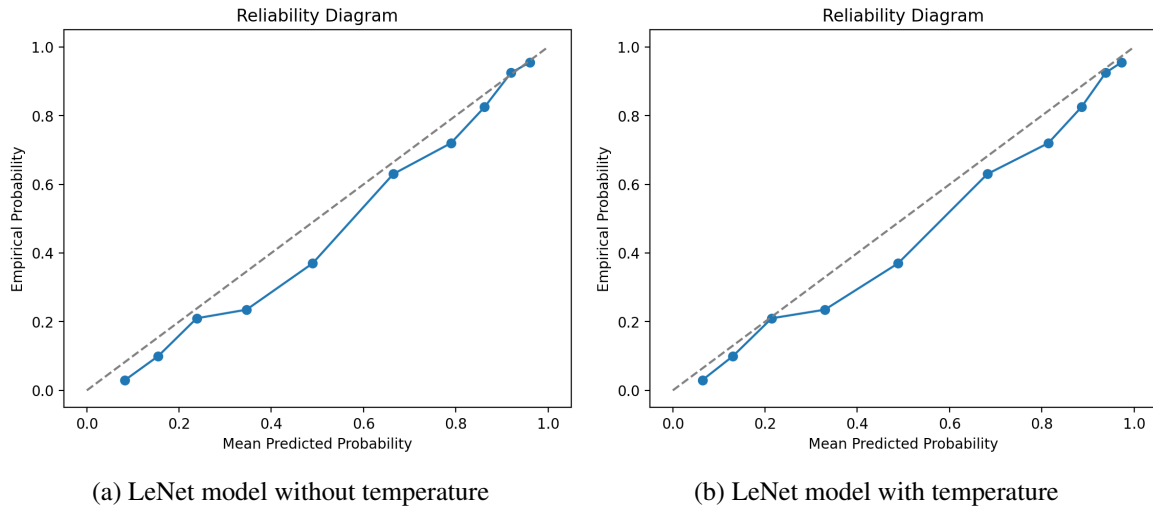 Reliability Diagram
1.0
0.8
0.6
0.4
0.2
0.0
Empirical Probability
0.0 0.2 0.4 0.6 0.8 1.0
Mean Predicted Probability
(a) LeNet model without temperature
Reliability Diagram
1.0
0.8
0.6
0.4
0.2
0.0
Empirical Probability
0.0 0.2 0.4 0.6 0.8 1.0
Mean Predicted Probability
(b) LeNet model with temperature